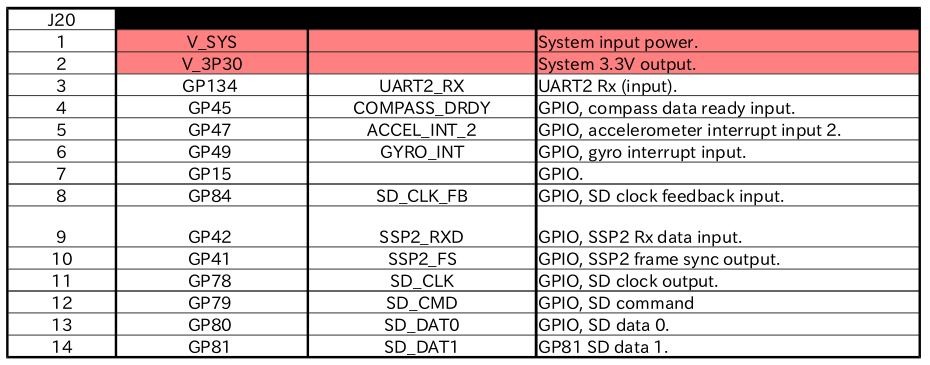 J20
1 V_SYS System input power.
2 V_3P30 System 3.3V output.
3 GP134 UART2_RX UART2 Rx (input).
4 GP45 COMPASS_DRDY GPIO, compass data ready input.
5 GP47 ACCEL_INT_2 GPIO, accelerometer interrupt input 2.
6 GP49 GYRO_INT GPIO, gyro interrupt input.
7 GP15 GPIO.
8 GP84 SD_CLK_FB GPIO, SD clock feedback input.
9 GP42 SSP2_RXD GPIO, SSP2 Rx data input.
10 GP41 SSP2_FS GPIO, SSP2 frame sync output.
11 GP78 SD_CLK GPIO, SD clock output.
12 GP79 SD_CMD GPIO, SD command
13 GP80 SD_DAT0 GPIO, SD data 0.
14 GP81 SD_DAT1 GP81 SD data 1.